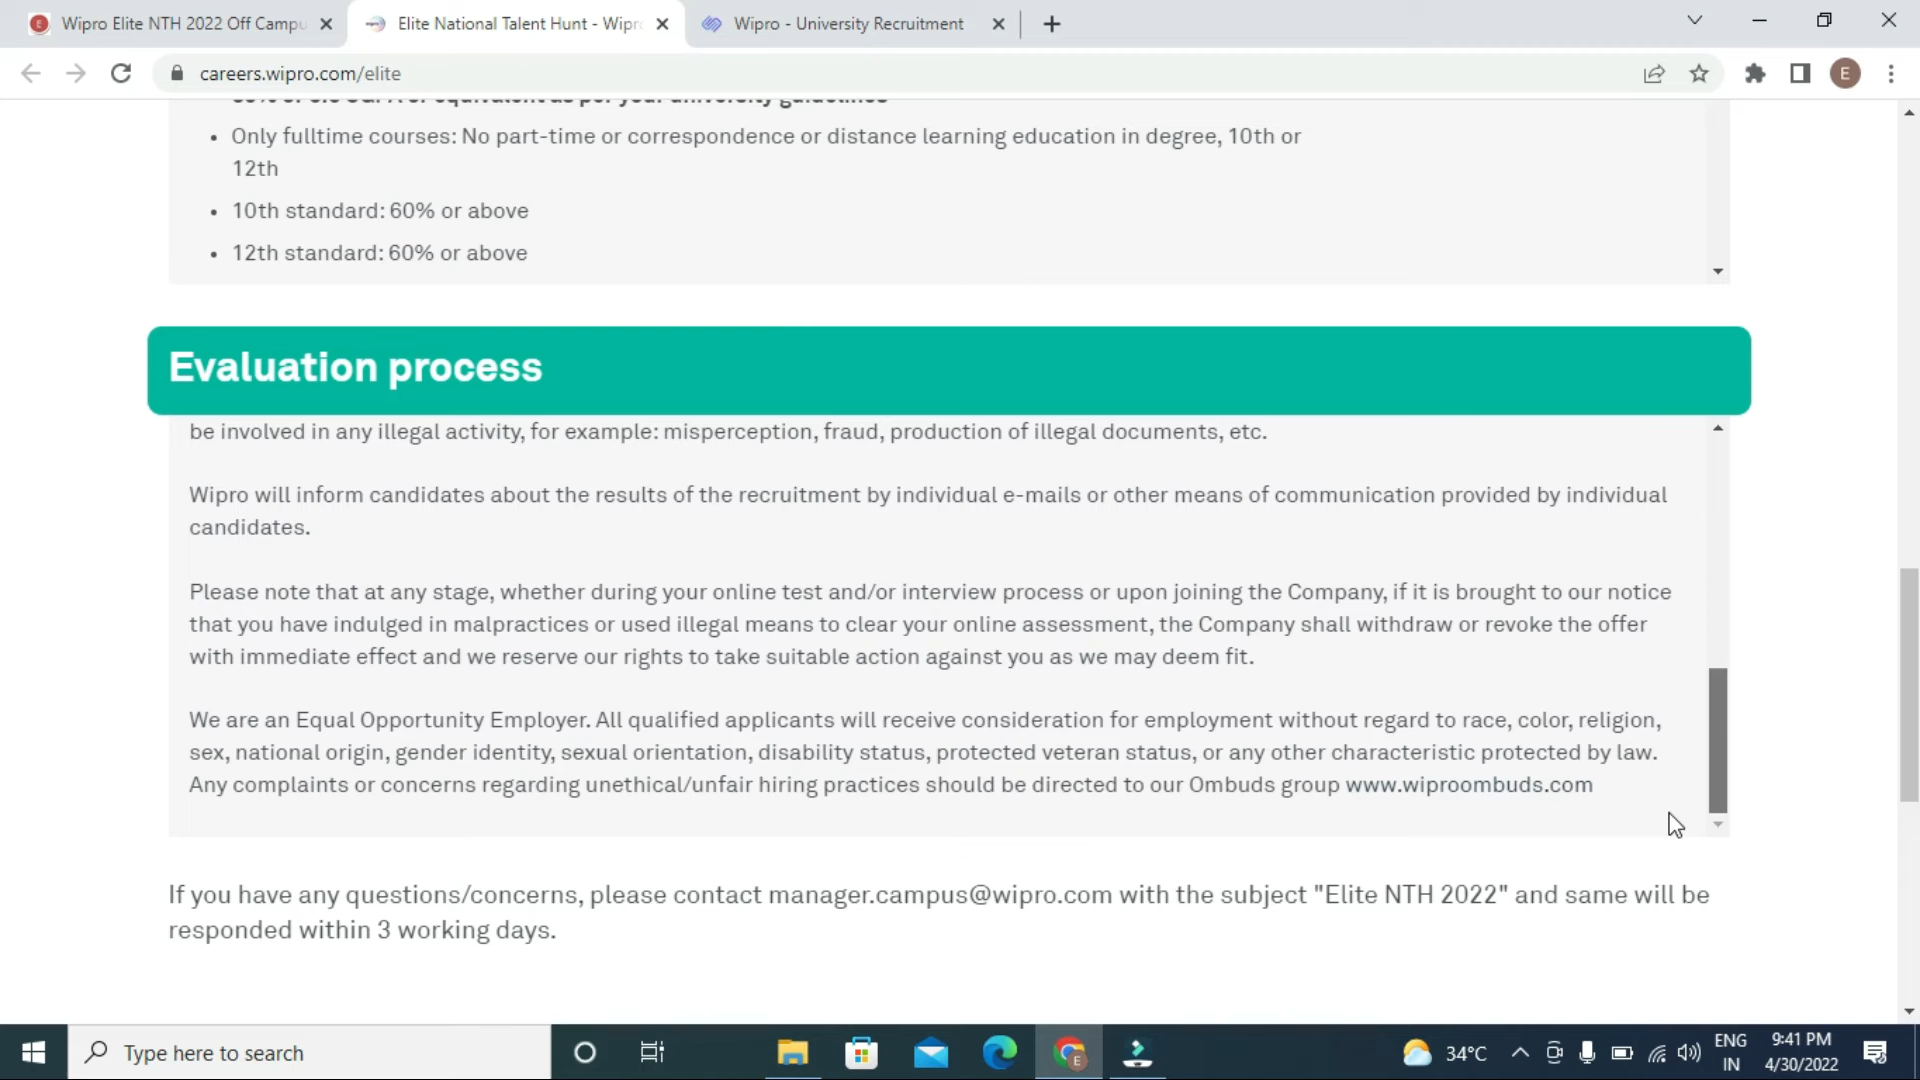 Wipro Elite NTH 2022 Off Campu
Elite National Talent Hunt - Wipr
Wipro - University Recruitment
careers.wipro.com/elite
E
60% or 6.0 CGPA or equivalent as per your university guidelines
• Only fulltime courses: No part-time or correspondence or distance learning education in degree, 10th or
12th
• 10th standard: 60% or above
• 12th standard: 60% or above
Evaluation process
be involved in any illegal activity, for example: misperception, fraud, production of illegal documents, etc.
Wipro will inform candidates about the results of the recruitment by individual e-mails or other means of communication provided by individual
candidates.
Please note that at any stage, whether during your online test and/or interview process or upon joining the Company, if it is brought to our notice
that you have indulged in malpractices or used illegal means to clear your online assessment, the Company shall withdraw or revoke the offer
with immediate effect and we reserve our rights to take suitable action against you as we may deem fit.
We are an Equal Opportunity Employer. All qualified applicants will receive consideration for employment without regard to race, color, religion,
sex, national origin, gender identity, sexual orientation, disability status, protected veteran status, or any other characteristic protected by law.
Any complaints or concerns regarding unethical/unfair hiring practices should be directed to our Ombuds group www.wiproombuds.com
If you have any questions/concerns, please contact manager.campus@wipro.com with the subject "Elite NTH 2022" and same will be
responded within 3 working days.
Type here to search
34°C
ENG
IN
9:41 PM
4/30/2022